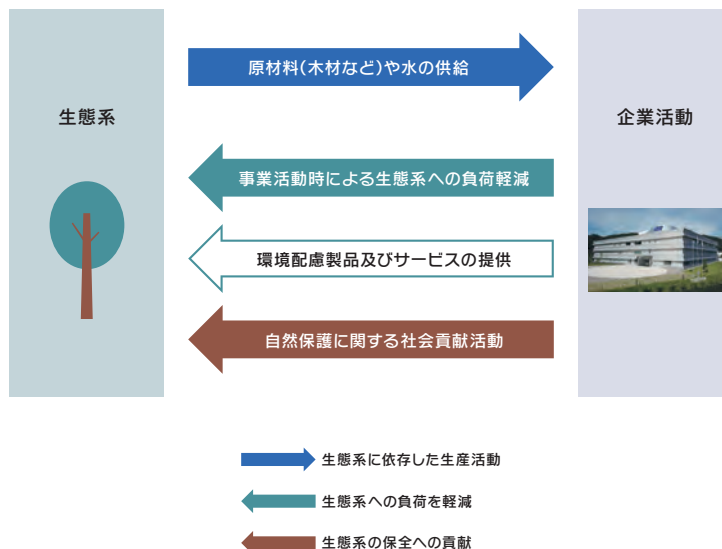 原材料(木材など)や水の供給
生態系
企業活動
事業活動時による生態系への負荷軽減
環境配慮製品及びサービスの提供
自然保護に関する社会貢献活動
生態系に依存した生産活動
生態系への負荷を軽減
生態系の保全への貢献